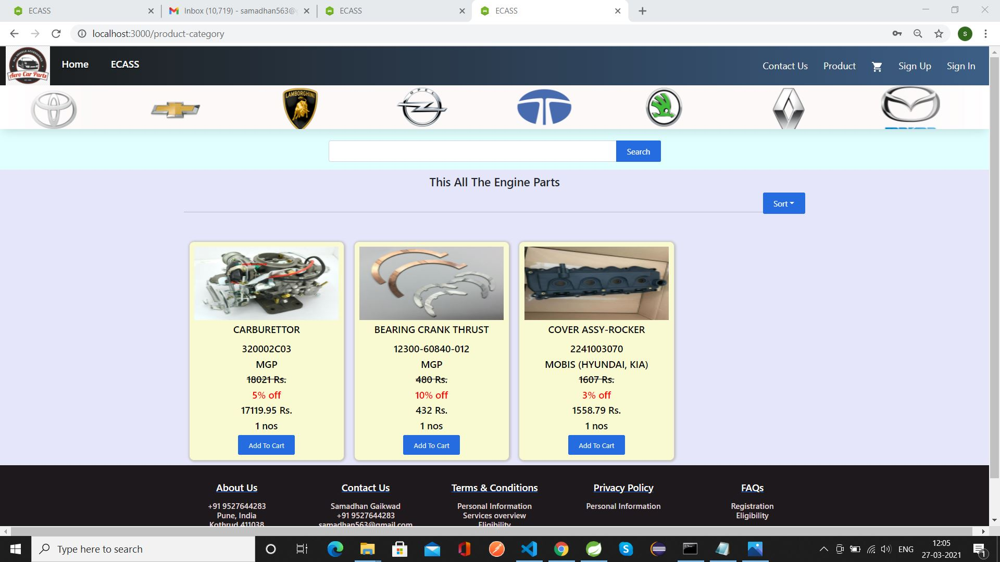 ECASS
Inbox (10,719) - samadhan563@g
ECASS
ECASS
localhost:3000/product-category
S
ALL VEHICLE ACCESSORIES
Aero Car Parts
Home
ECASS
Contact Us
Product
Sign Up
Sign In
LAMBORGHINI
OPEL
Search
This All The Engine Parts
Sort
CARBURETTOR
320002C03
MGP
18021 Rs.
5% off
17119.95 Rs.
1 nos
Add To Cart
BEARING CRANK THRUST
12300-60840-012
MGP
480 Rs.
10% off
432 Rs.
1 nos
Add To Cart
COVER ASSY-ROCKER
2241003070
MOBIS (HYUNDAI, KIA)
1607 Rs.
3% off
1558.79 Rs.
1 nos
Add To Cart
About Us
+91 9527644283
Pune, India
Kothrud 411038
Contact Us
Samadhan Gaikwad
+91 9527644283
samadhan563@gmail.com
Terms & Conditions
Personal Information
Services overview
Eligibility
Privacy Policy
Personal Information
FAQs
Registration
Eligibility
Type here to search
ENG
12:05
27-03-2021
1